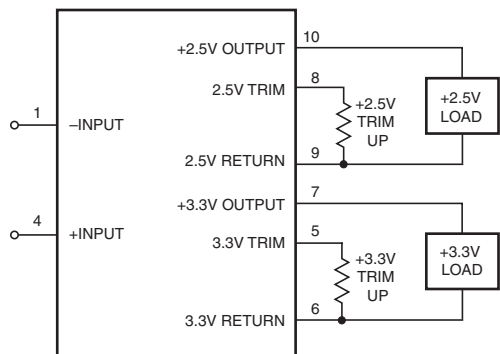 +2.5V OUTPUT
10
2.5V TRIM
8
+2.5V
TRIM
UP
+2.5V
LOAD
1
–INPUT
2.5V RETURN
9
+3.3V OUTPUT
7
4
+INPUT
3.3V TRIM
5
+3.3V
TRIM
UP
+3.3V
LOAD
3.3V RETURN
6